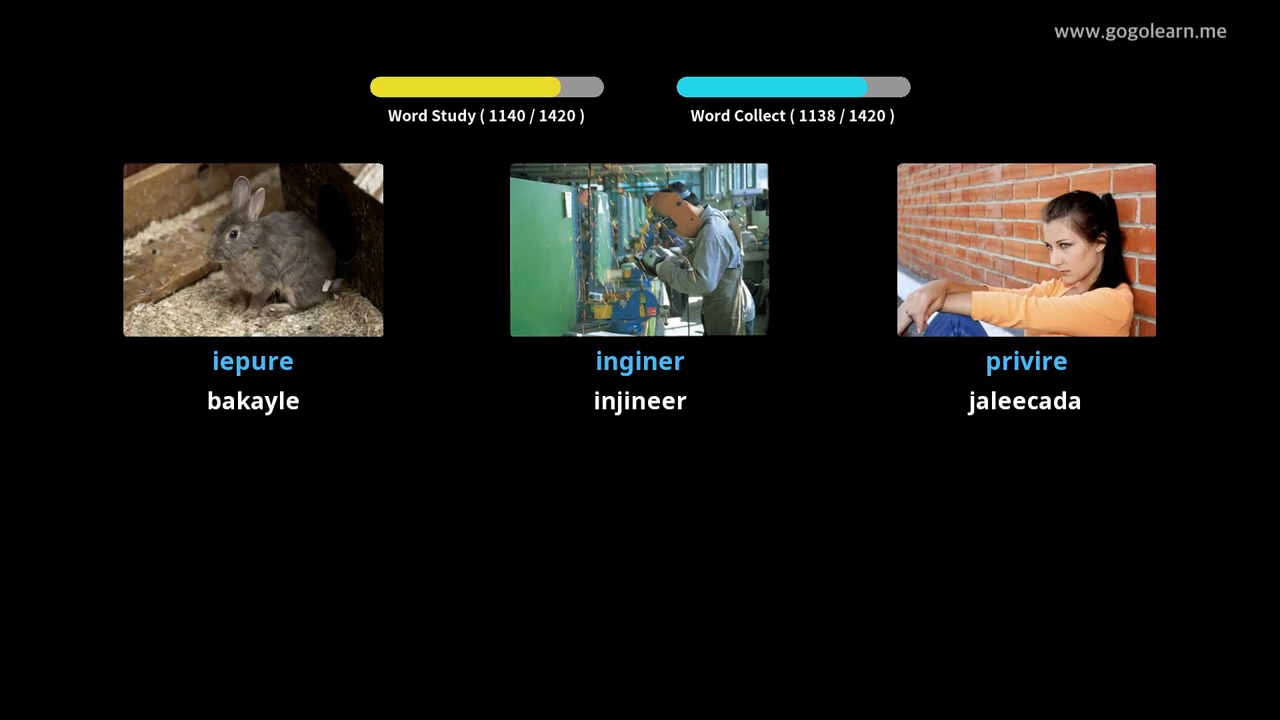 www.gogolearn.me
Word Study ( 1140 / 1420 )
Word Collect ( 1138 / 1420 )
iepure
bakayle
inginer
injineer
privire
jaleecada